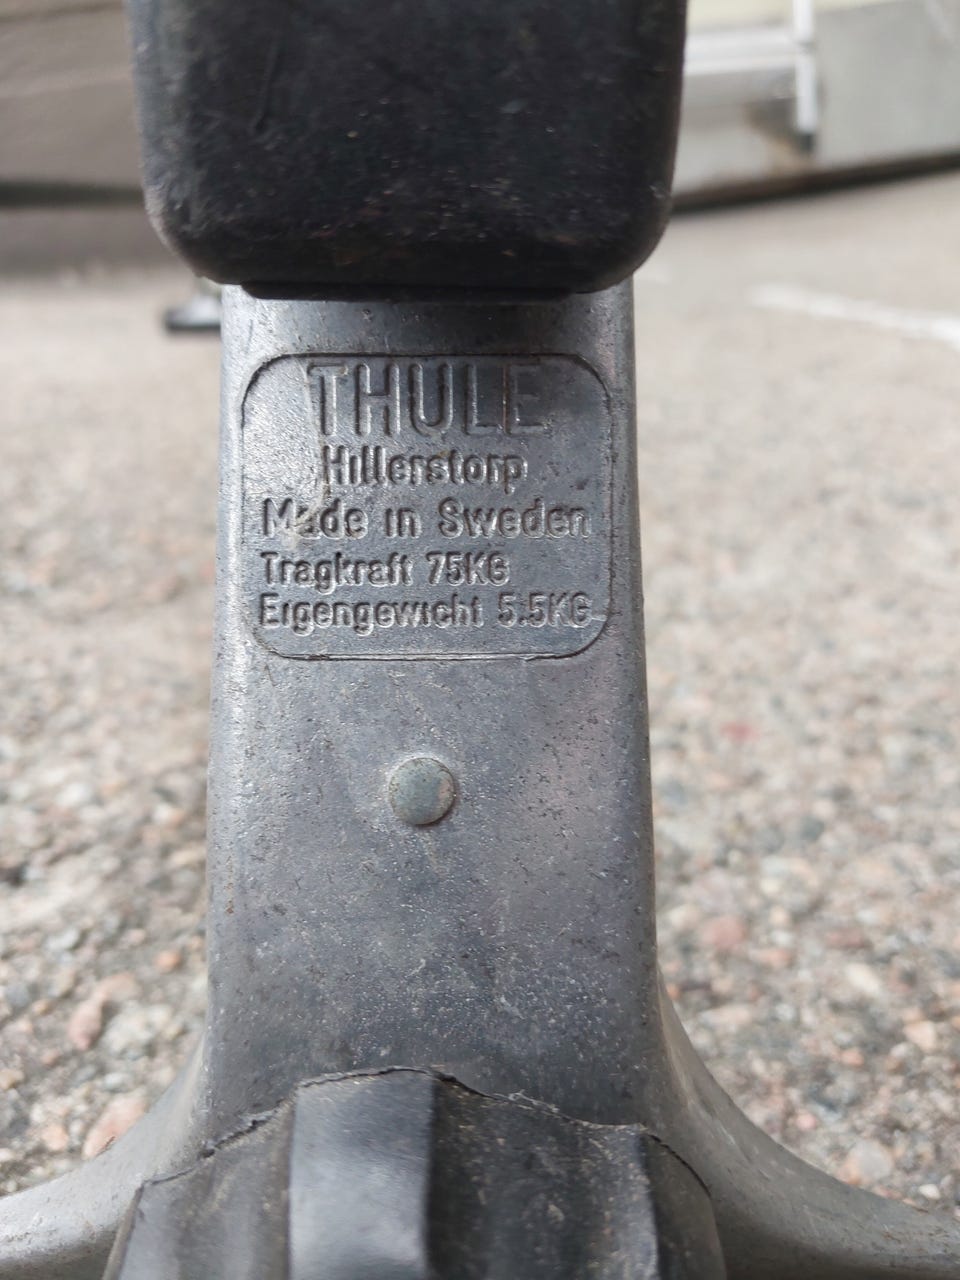 THULE
Hillerstorp
Made in Sweden
Tragkraft 75KG
Eigengewicht 5.5KG